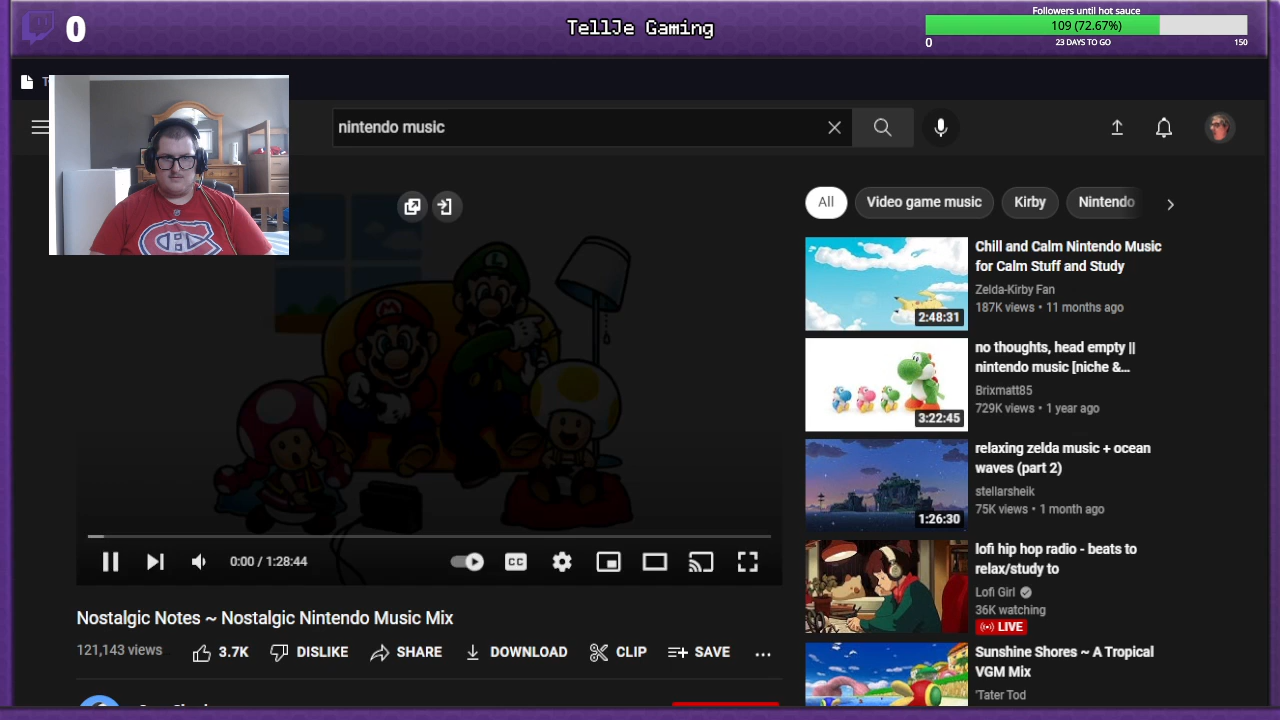 0
TellJe Gaming
Followers until hot sauce
109 (72.67%)
0
23 DAYS TO GO
150
nintendo music
All
Video game music
Kirby
Nintendo
Chill and Calm Nintendo Music
for Calm Stuff and Study
Zelda-Kirby Fan
187K views • 11 months ago
2:48:31
no thoughts, head empty ||
nintendo music [niche &...
Brixmatt85
729K views • 1 year ago
3:22:45
relaxing zelda music + ocean
waves (part 2)
stellarsheik
75K views • 1 month ago
1:26:30
lofi hip hop radio - beats to
relax/study to
Lofi Girl
36K watching
LIVE
Sunshine Shores ~ A Tropical
VGM Mix
'Tater Tod
0:00 / 1:28:44
CC
Nostalgic Notes ~ Nostalgic Nintendo Music Mix
121,143 views
3.7K
DISLIKE
SHARE
DOWNLOAD
CLIP
SAVE